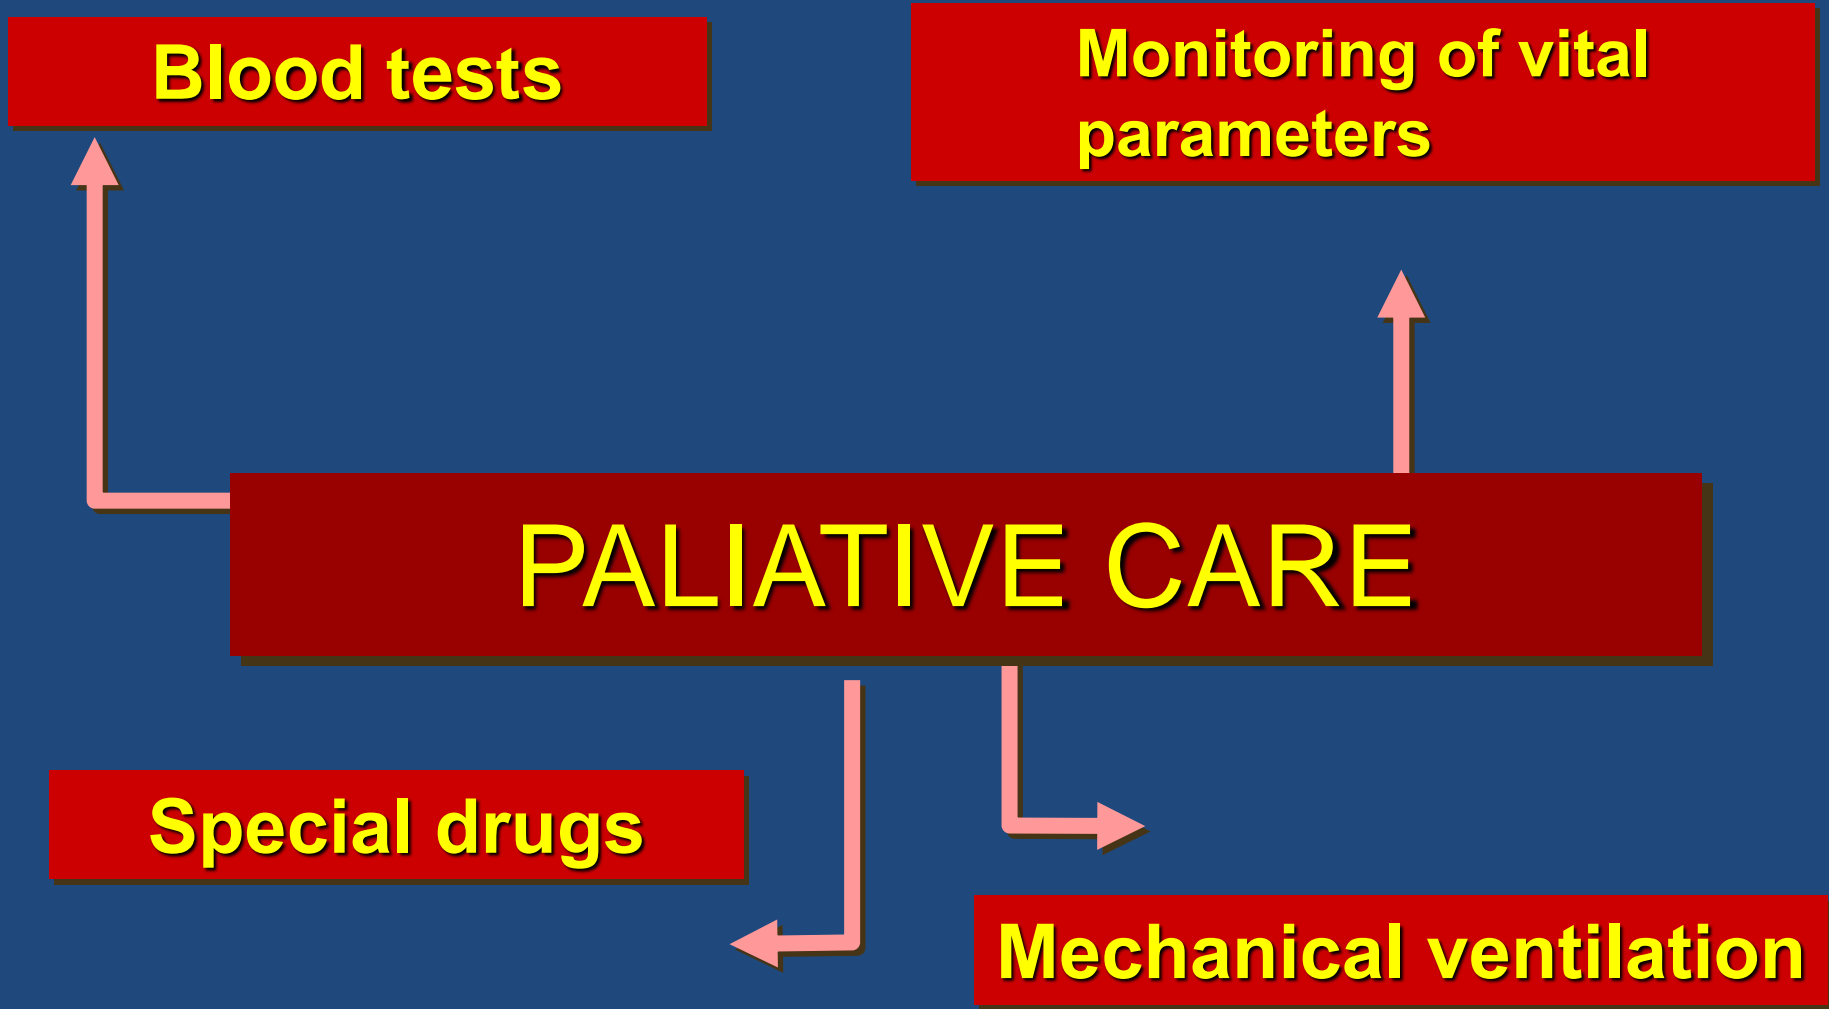 Blood tests
Monitoring of vital
parameters
PALIATIVE CARE
Special drugs
Mechanical ventilation